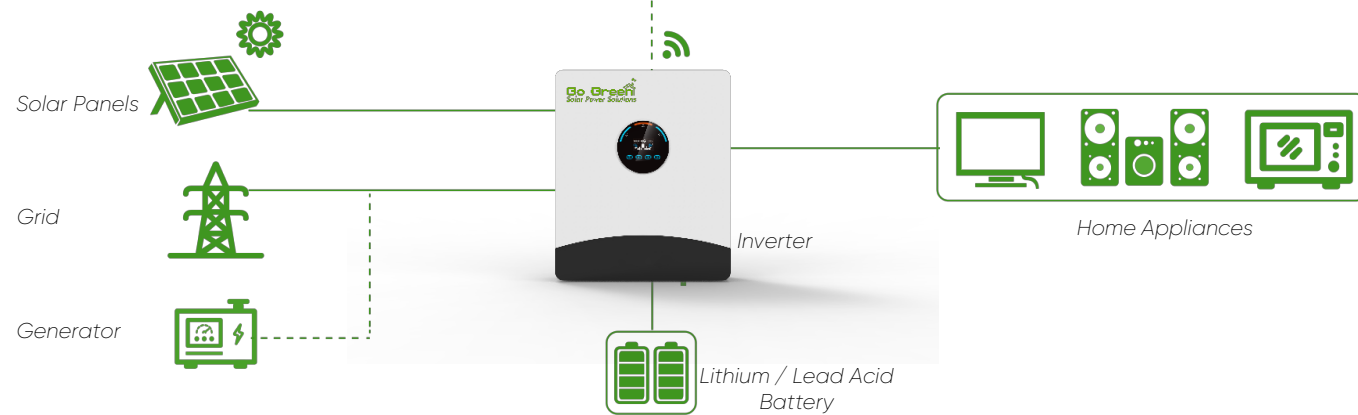 Go Green
Solar Power Solutions
Solar Panels
Grid
Inverter
Home Appliances
Generator
Lithium / Lead Acid
Battery